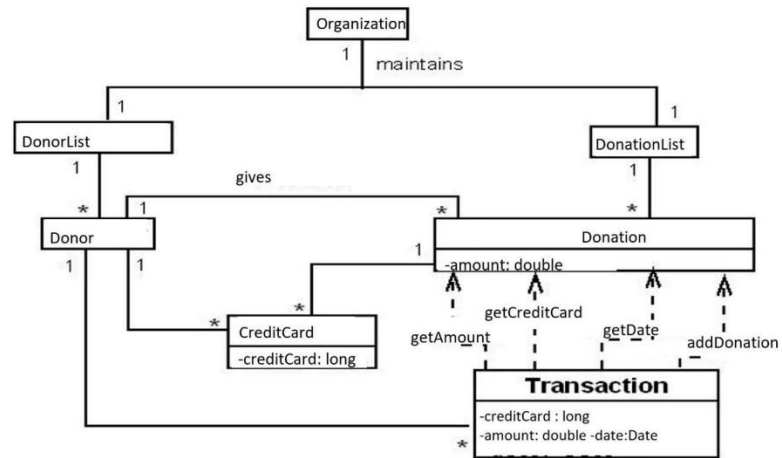 Organization
1
maintains
1
1
DonorList
DonationList
1
1
gives
*
1
*
*
Donor
Donation
1
1
1
-amount: double
*
*
CreditCard
-creditCard: long
getCreditCard
getAmount
getDate
addDonation
Transaction
-creditCard : long
-amount: double -date:Date
*